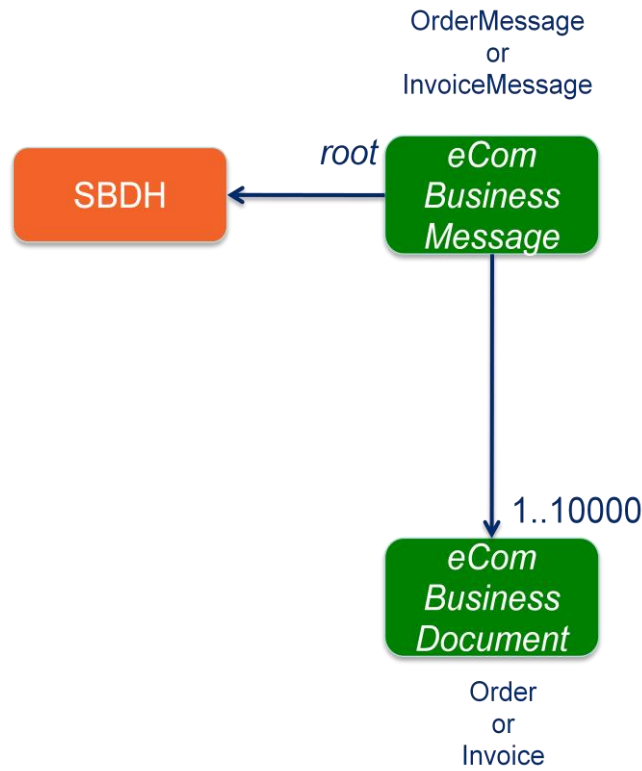 OrderMessage
or
InvoiceMessage
root
SBDH
eCom
Business
Message
1..10000
eCom
Business
Document
Order
or
Invoice